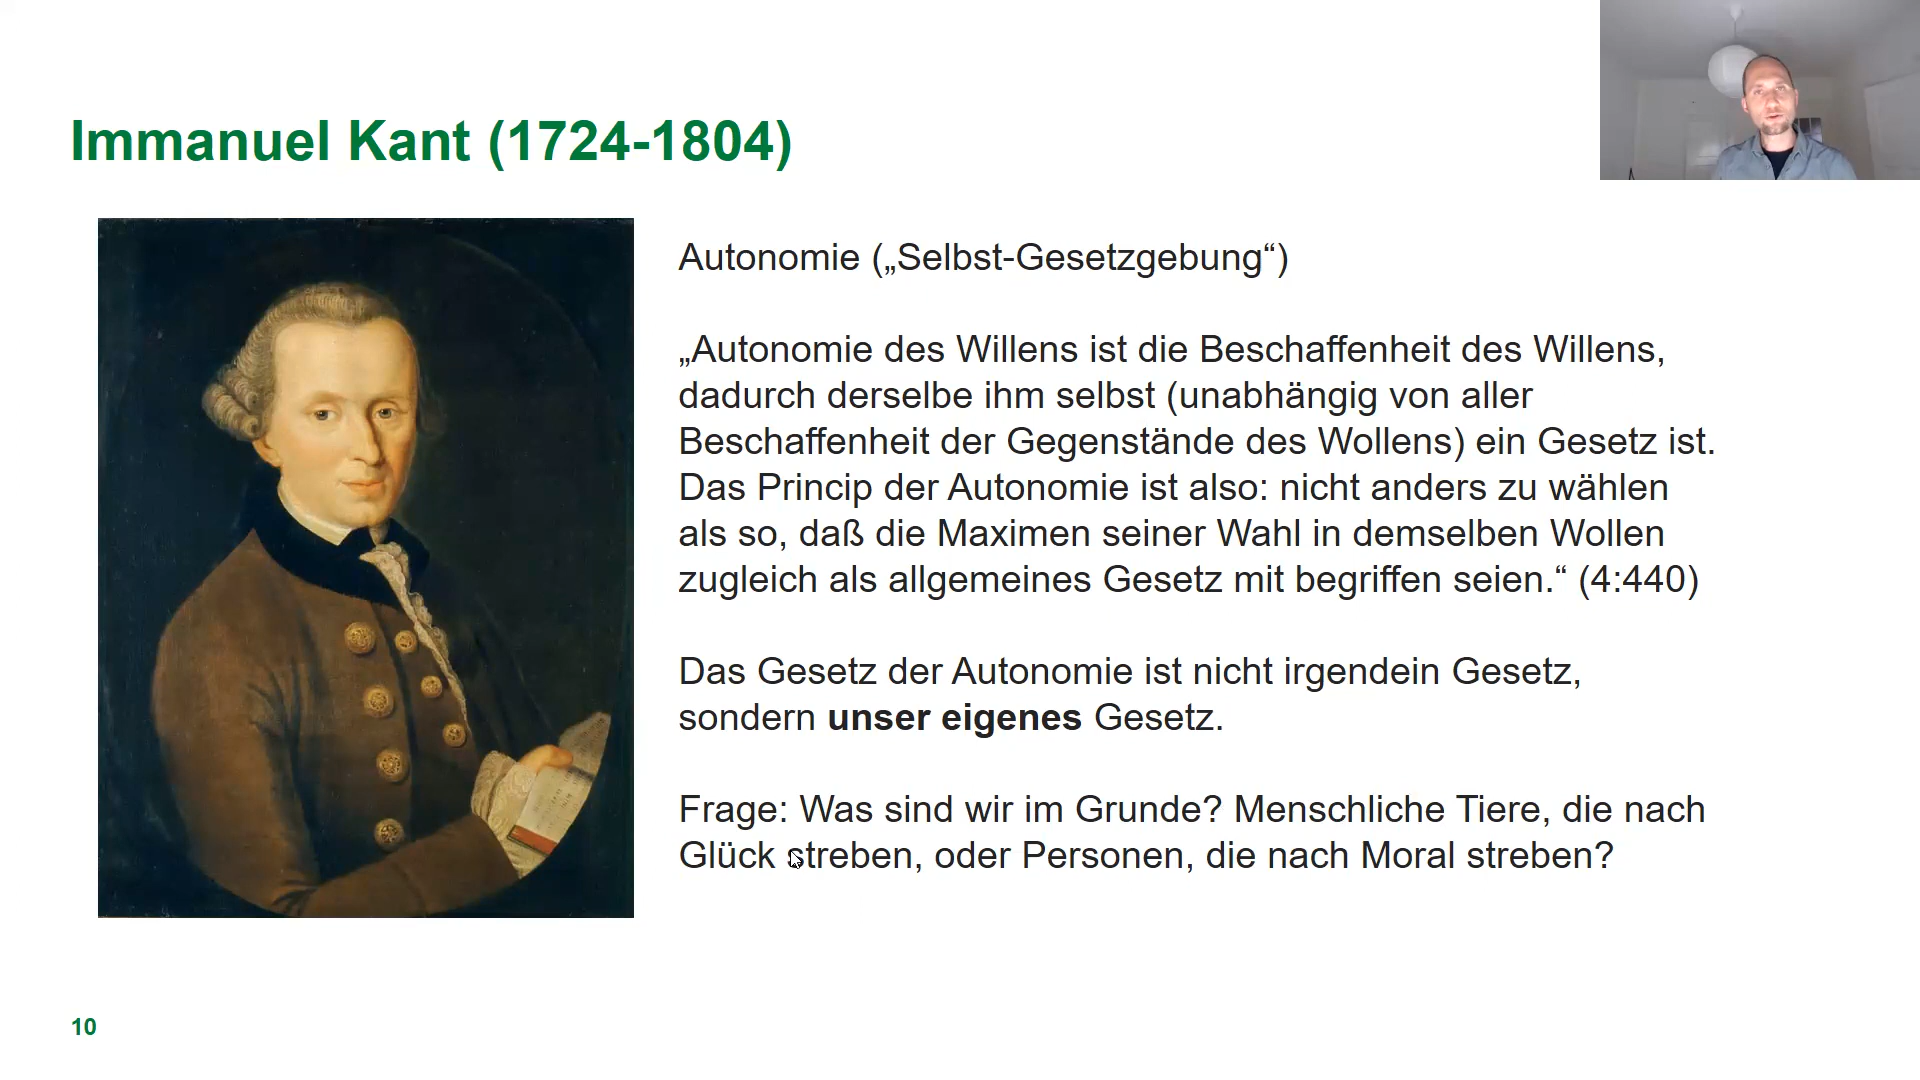 Immanuel Kant (1724-1804)
Autonomie („Selbst-Gesetzgebung“)
„Autonomie des Willens ist die Beschaffenheit des Willens,
dadurch derselbe ihm selbst (unabhängig von aller
Beschaffenheit der Gegenstände des Wollens) ein Gesetz ist.
Das Princip der Autonomie ist also: nicht anders zu wählen
als so, daß die Maximen seiner Wahl in demselben Wollen
zugleich als allgemeines Gesetz mit begriffen seien.“ (4:440)
Das Gesetz der Autonomie ist nicht irgendein Gesetz,
sondern unser eigenes Gesetz.
Frage: Was sind wir im Grunde? Menschliche Tiere, die nach
Glück streben, oder Personen, die nach Moral streben?
10